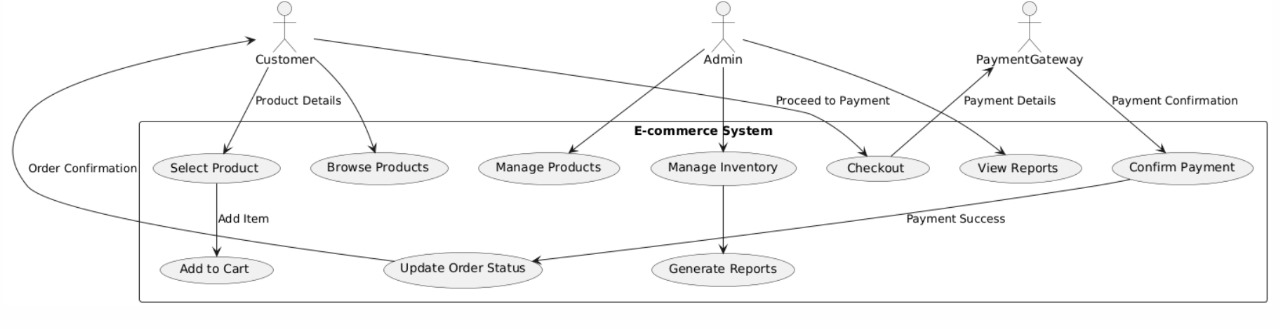 Customer
Admin
PaymentGateway
Product Details
Proceed to Payment
Payment Details
Payment Confirmation
E-commerce System
Order Confirmation
Select Product
Browse Products
Manage Products
Manage Inventory
Checkout
View Reports
Confirm Payment
Add Item
Payment Success
Add to Cart
Update Order Status
Generate Reports